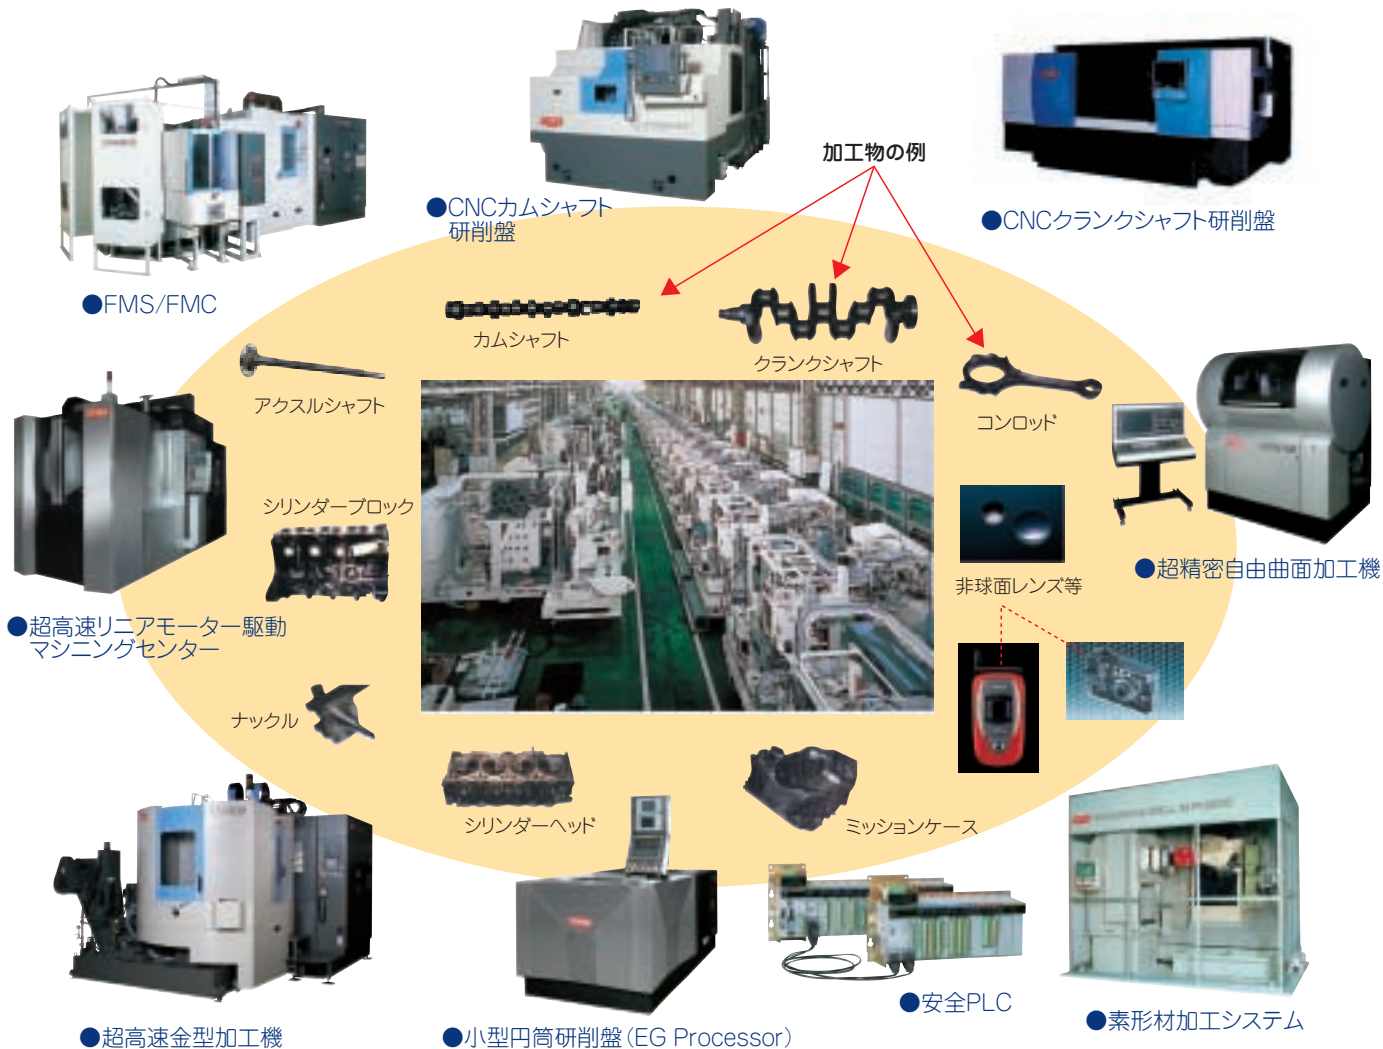 加工物の例
●CNCカムシャフト
研削盤
●CNCクランクシャフト研削盤
●FMS/FMC
カムシャフト
クランクシャフト
アクスルシャフト
コンロッド
シリンダーブロック
非球面レンズ等
●超精密自由曲面加工機
●超高速リニアモーター駆動
マシニングセンター
ナックル
シリンダーヘッド
ミッションケース
●安全PLC
●素形材加工システム
●超高速金型加工機
●小型円筒研削盤(EG Processor)